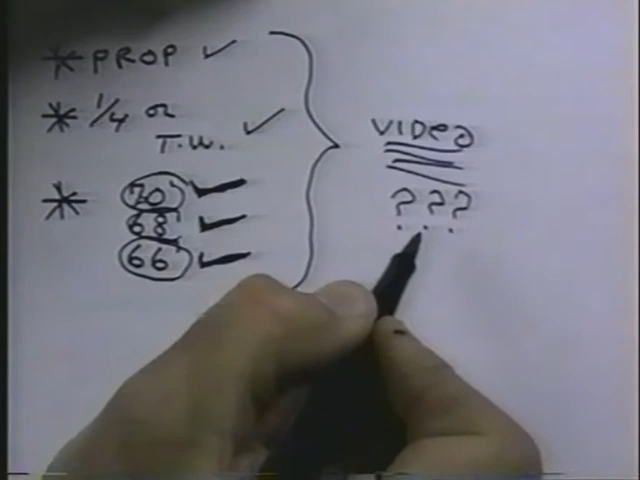 * PROP ✓
* 1/4 or
T.W. ✓
* 70 ✓
68 ✓
66 ✓
VIDEO
???